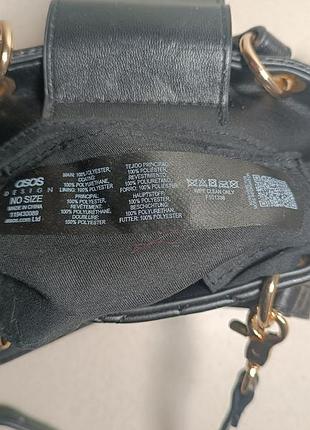 asos
DESIGN
NO SIZE
MADE IN CHINA
119430089
asos.com Ltd
MAIN: 100% POLYESTER,
COATING:
100% POLYURETHANE,
LINING: 100% POLYESTER.
PRINCIPAL:
100% POLYESTER,
REVÊTEMENT:
100% POLYURÉTHANE,
DOUBLURE:
100% POLYESTER
TEJIDO PRINCIPAL:
100% POLIÉSTER,
REVESTIMIENTO:
100% POLIURETANO,
FORRO: 100% POLIÉSTER
HAUPTSTOFF:
100% POLYESTER,
BESCHICHTUNG:
100% POLYURETHAN,
FUTTER: 100% POLYESTER
WIPE CLEAN ONLY